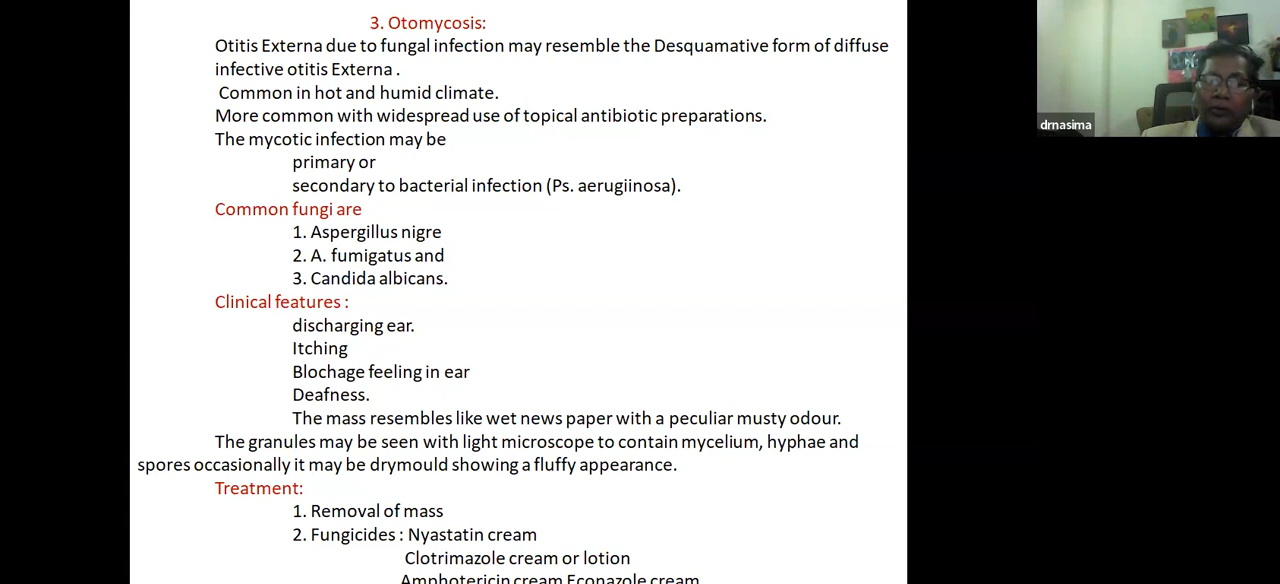 3. Otomycosis:
Otitis Externa due to fungal infection may resemble the Desquamative form of diffuse
infective otitis Externa .
Common in hot and humid climate.
More common with widespread use of topical antibiotic preparations.
The mycotic infection may be
primary or
secondary to bacterial infection (Ps. aerugiinosa).
Common fungi are
1. Aspergillus nigre
2. A. fumigatus and
3. Candida albicans.
Clinical features :
discharging ear.
Itching
Blochage feeling in ear
Deafness.
The mass resembles like wet news paper with a peculiar musty odour.
The granules may be seen with light microscope to contain mycelium, hyphae and
spores occasionally it may be drymould showing a fluffy appearance.
Treatment:
1. Removal of mass
2. Fungicides : Nyastatin cream
Clotrimazole cream or lotion
Amphotericin cream Econazole cream
drnasima